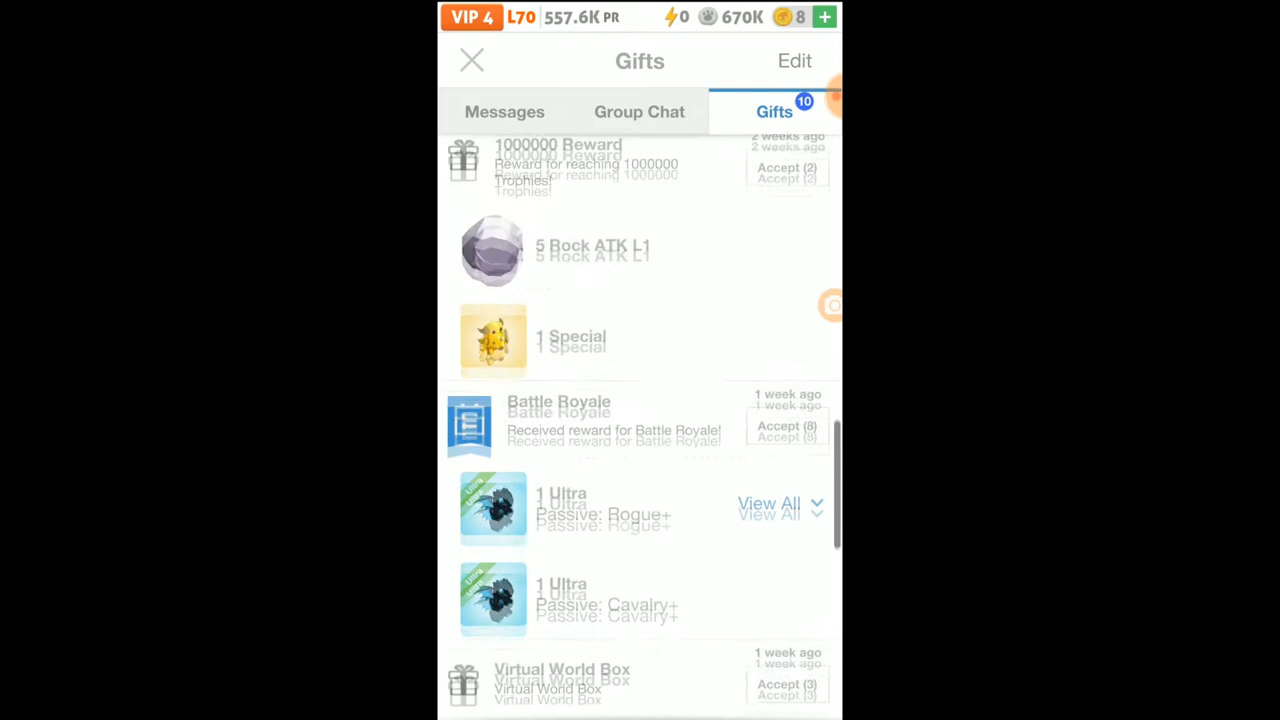 VIP 4 L70 557.6K PR 0 670K 8 +
Gifts Edit
Messages Group Chat Gifts 10
1000000 Reward 2 weeks ago
Reward for reaching 1000000 Accept (2)
Trophies!
5 Rock ATK L1
1 Special
Battle Royale 1 week ago
Received reward for Battle Royale! Accept (8)
Ultra
1 Ultra View All
Passive: Rogue+
Ultra
1 Ultra
Passive: Cavalry+
Virtual World Box 1 week ago
Virtual World Box Accept (3)